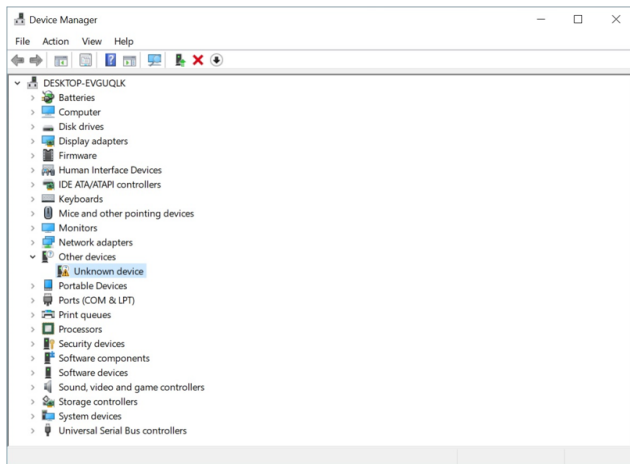 Device Manager
File Action View Help
DESKTOP-EVGUQLK
Batteries
Computer
Disk drives
Display adapters
Firmware
Human Interface Devices
IDE ATA/ATAPI controllers
Keyboards
Mice and other pointing devices
Monitors
Network adapters
Other devices
Unknown device
Portable Devices
Ports (COM & LPT)
Print queues
Processors
Security devices
Software components
Software devices
Sound, video and game controllers
Storage controllers
System devices
Universal Serial Bus controllers